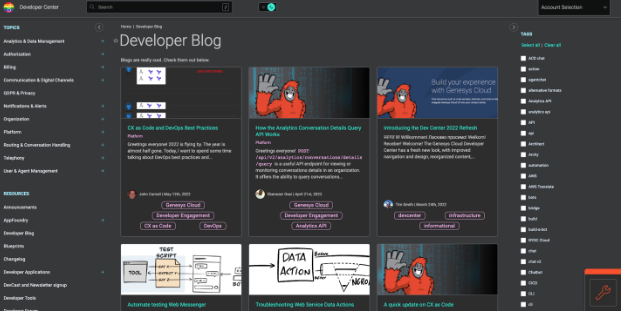 Developer Center
Search
/
Account Selection
TOPICS
Analytics & Data Management
Authorization
Billing
Communication & Digital Channels
GDPR & Privacy
Notifications & Alerts
Organization
Platform
Routing & Conversation Handling
Telephony
User & Agent Management
RESOURCES
Announcements
AppFoundry
Developer Blog
Blueprints
Changelog
Developer Applications
DevCast and Newsletter signup
Developer Tools
Home | Developer Blog
Developer Blog
Blogs are really cool. Check them out below.
CX as Code and DevOps Best Practices
Platform
Greetings everyone! 2022 is flying by. The year is
almost half gone. Today, I want to spend some time
talking about DevOps best practices and...
John Carnell | May 13th, 2022
Genesys Cloud
Developer Engagement
CX as Code
DevOps
How the Analytics Conversation Details Query
API Works
Platform
Greetings everyone! POST
/api/v2/analytics/conversations/details
/query is a useful API endpoint for viewing or
monitoring conversations details in an organization.
It offers the ability to query conversations...
| April 21st, 2022
Genesys Cloud
Developer Engagement
Analytics API
Build your experience
with Genesys Cloud
Introducing the Dev Center 2022 Refresh
Welkom!
Receber! Welcome! The Genesys Cloud Developer
Center has a fresh new look, with improved
navigation and design, reorganized content,...
Tim Smith | March 24th, 2022
devcenter
infrastructure
informational
TEST
SCRIPT
TOOL
Automate testing Web Messenger
DATA
ACTION
Troubleshooting Web Service Data Actions
A quick update on CX as Code
TAGS
Select all | Clear all
ACD chat
action
agentchat
alternative formats
Analytics API
analytics api
API
api
Architect
Array
automation
AWS
AWS Translate
bots
bridge
build
build-a-bot
BYOC Cloud
chat
chat v2
Chatbot
CICD
CLI
cli